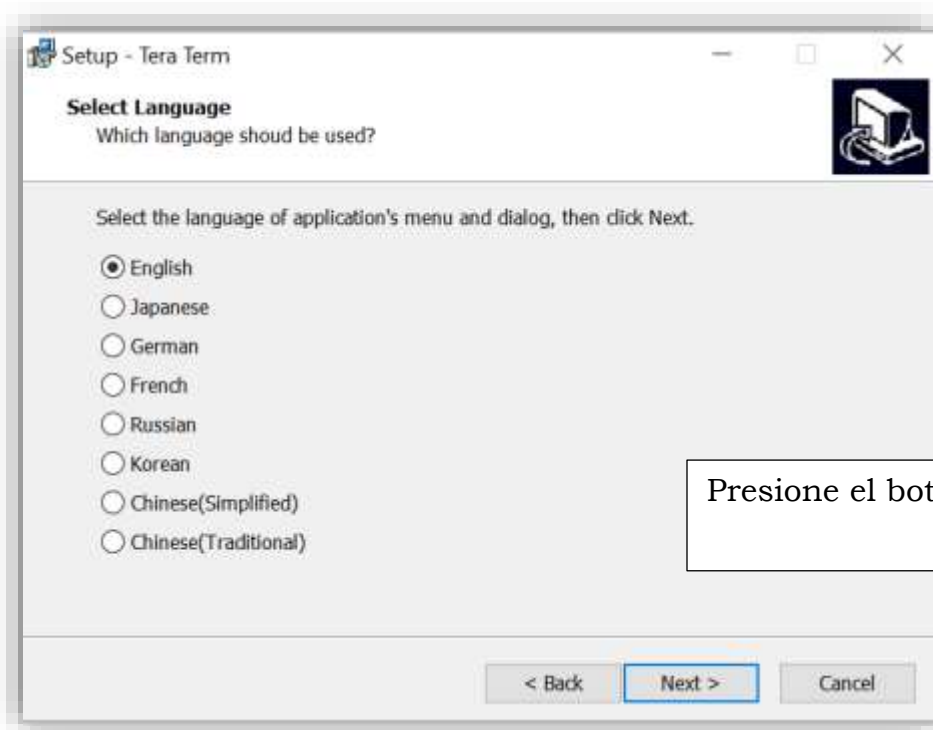 Setup - Tera Term
Select Language
Which language shoud be used?
Select the language of application's menu and dialog, then click Next.
English
Japanese
German
French
Russian
Korean
Chinese(Simplified)
Chinese(Traditional)
Presione el
< Back
Next >
Cancel